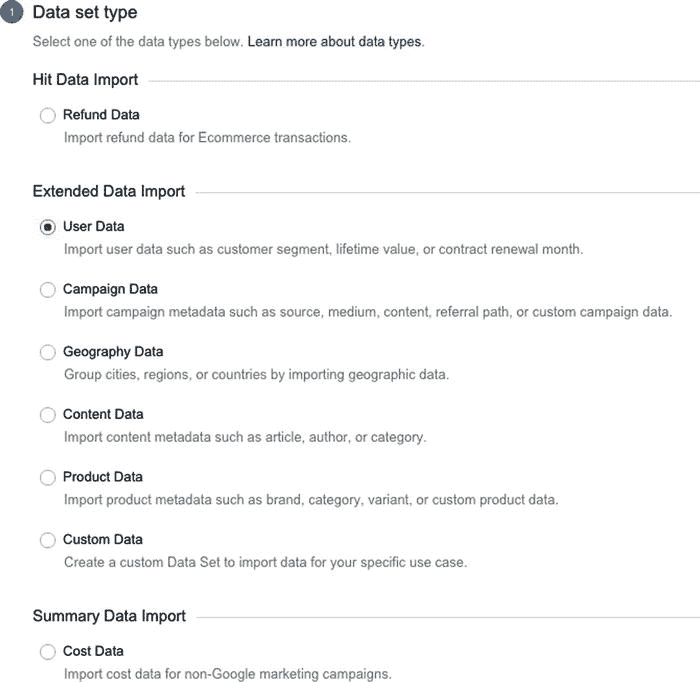 1 Data set type
Select one of the data types below. Learn more about data types.
Hit Data Import
Refund Data
Import refund data for Ecommerce transactions.
Extended Data Import
User Data
Import user data such as customer segment, lifetime value, or contract renewal month.
Campaign Data
Import campaign metadata such as source, medium, content, referral path, or custom campaign data.
Geography Data
Group cities, regions, or countries by importing geographic data.
Content Data
Import content metadata such as article, author, or category.
Product Data
Import product metadata such as brand, category, variant, or custom product data.
Custom Data
Create a custom Data Set to import data for your specific use case.
Summary Data Import
Cost Data
Import cost data for non-Google marketing campaigns.